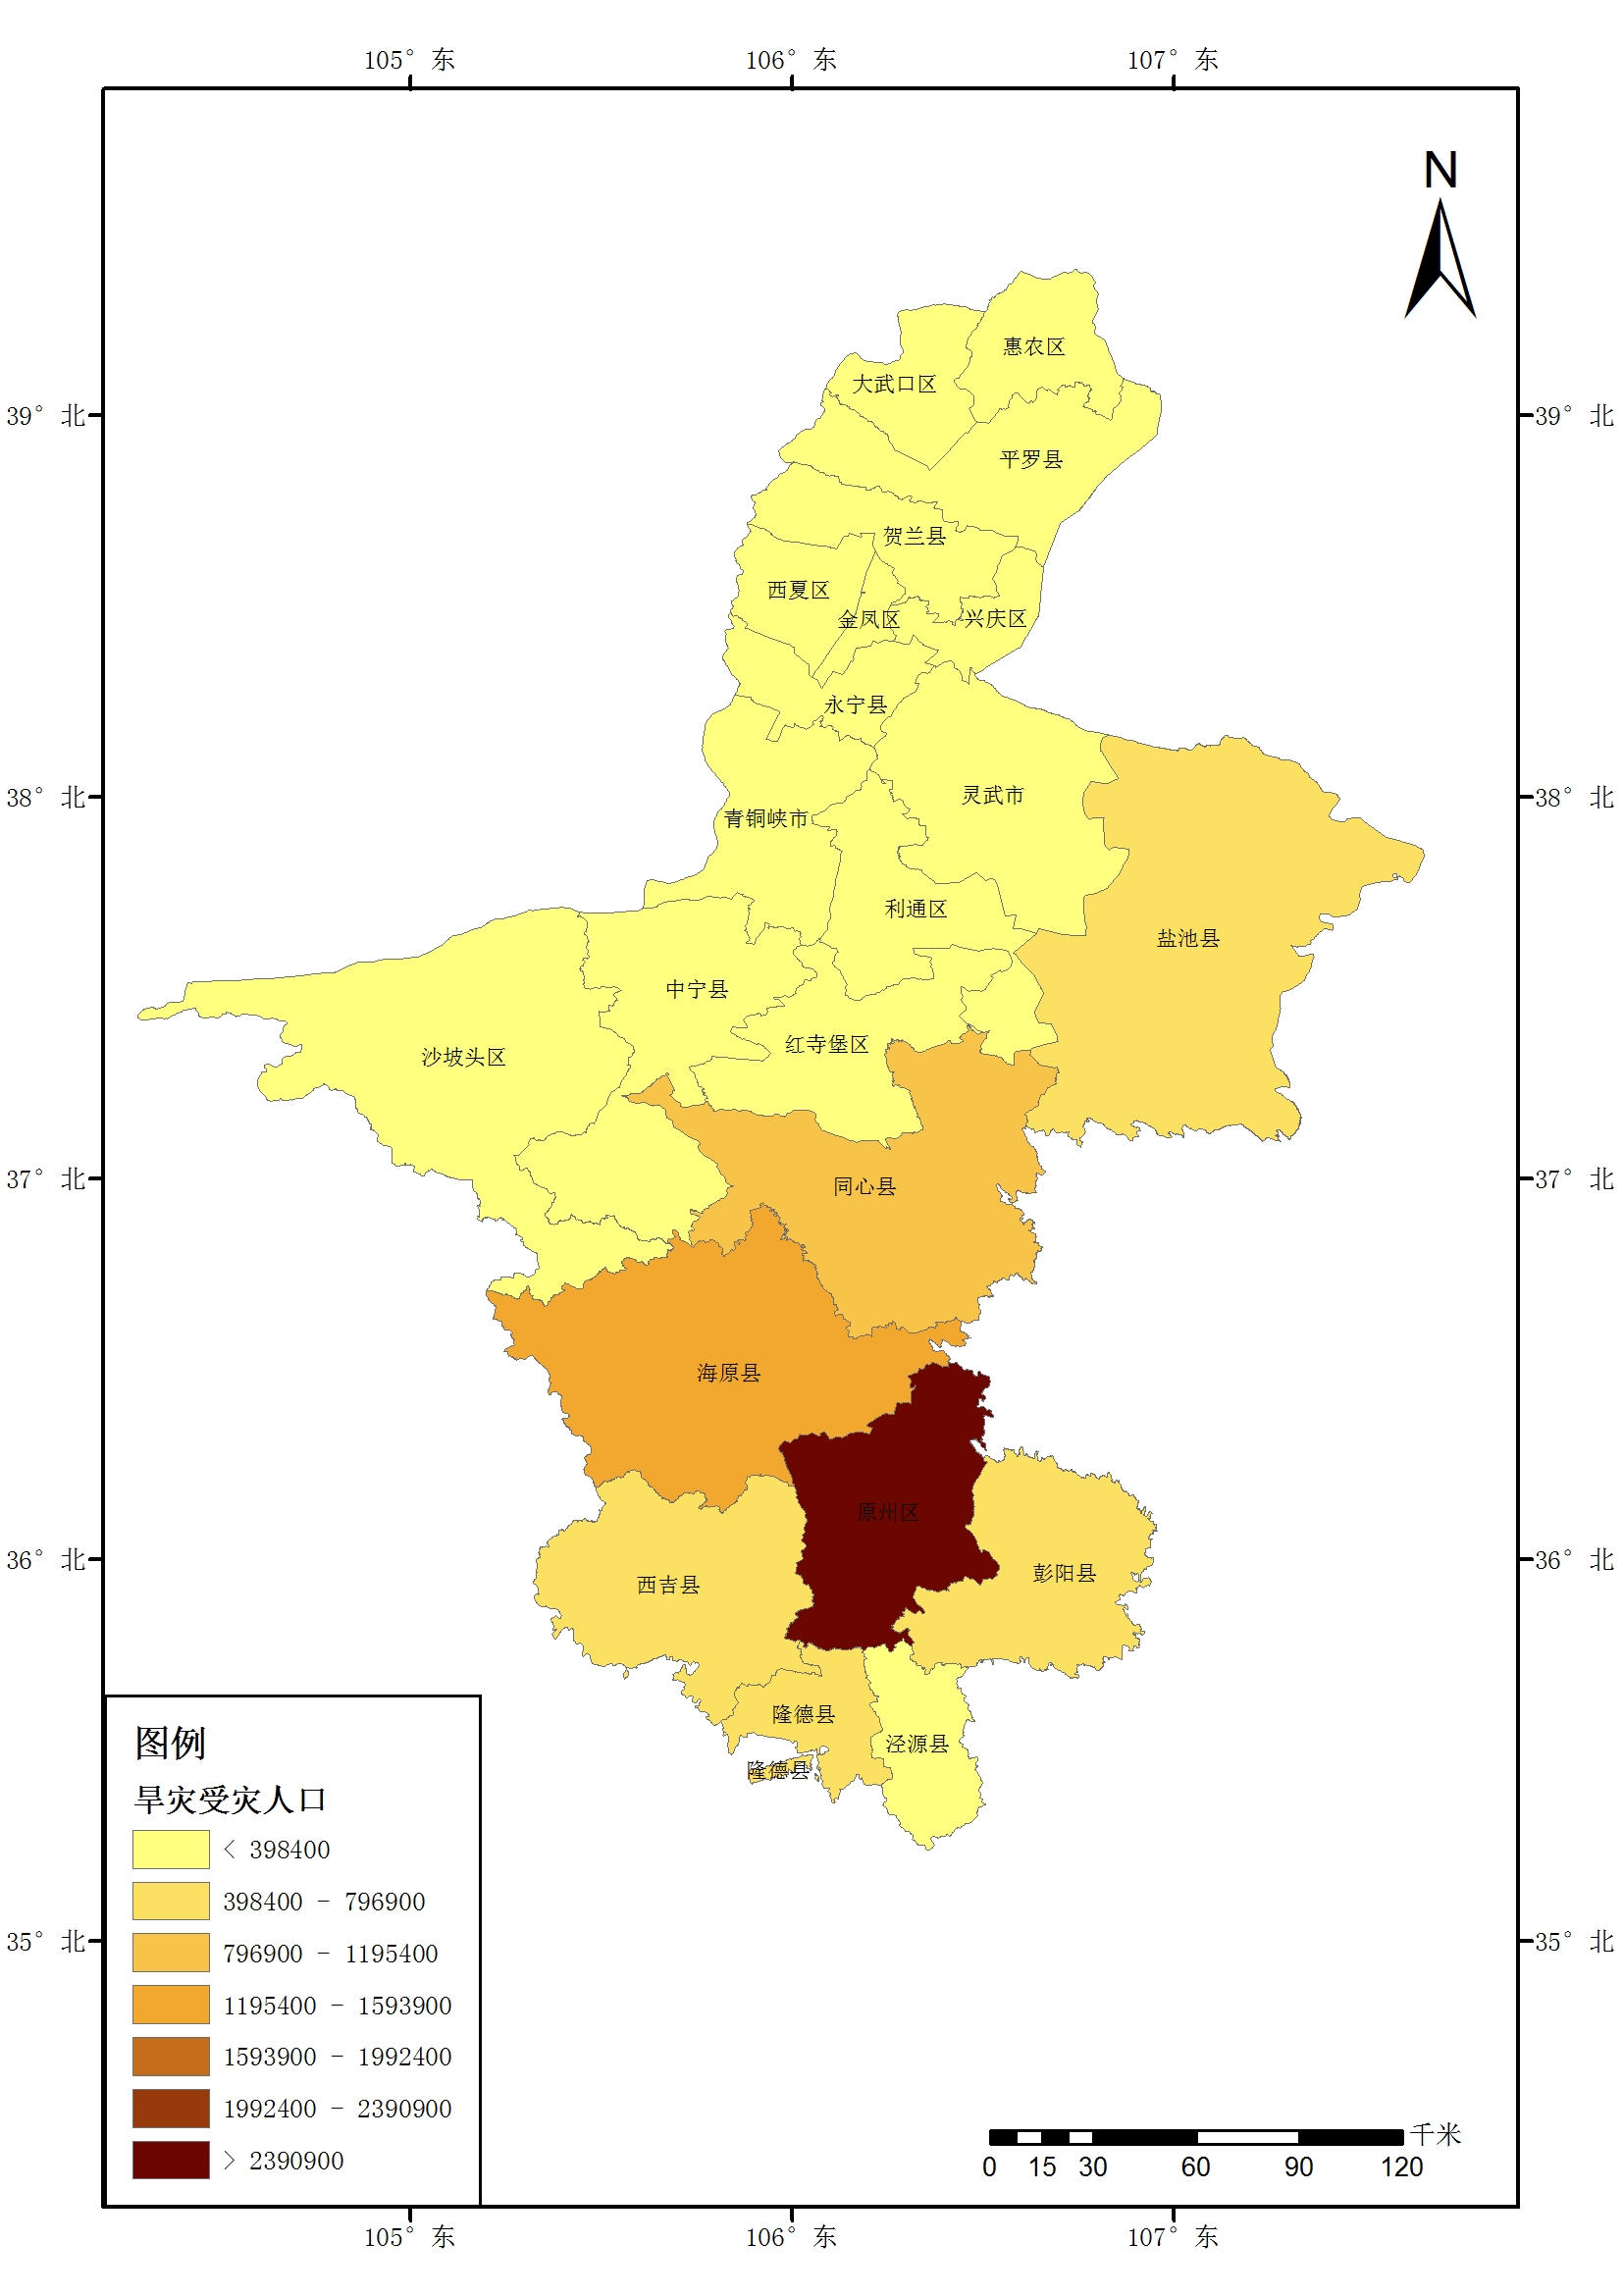 105° 东 106° 东 107° 东
N
惠农区
大武口区
39° 北 39° 北
平罗县
贺兰县
西夏区
金凤区 兴庆区
永宁县
38° 北 灵武市 38° 北
青铜峡市
利通区
盐池县
中宁县
红寺堡区
沙坡头区
37° 北 同心县 37° 北
海原县
原州区
36° 北 36° 北
彭阳县
西吉县
隆德县
泾源县
隆德县
图例
旱灾受灾人口
< 398400
398400 - 796900
796900 - 1195400
1195400 - 1593900
1593900 - 1992400
1992400 - 2390900
> 2390900
35° 北 35° 北
千米
0 15 30 60 90 120
105° 东 106° 东 107° 东